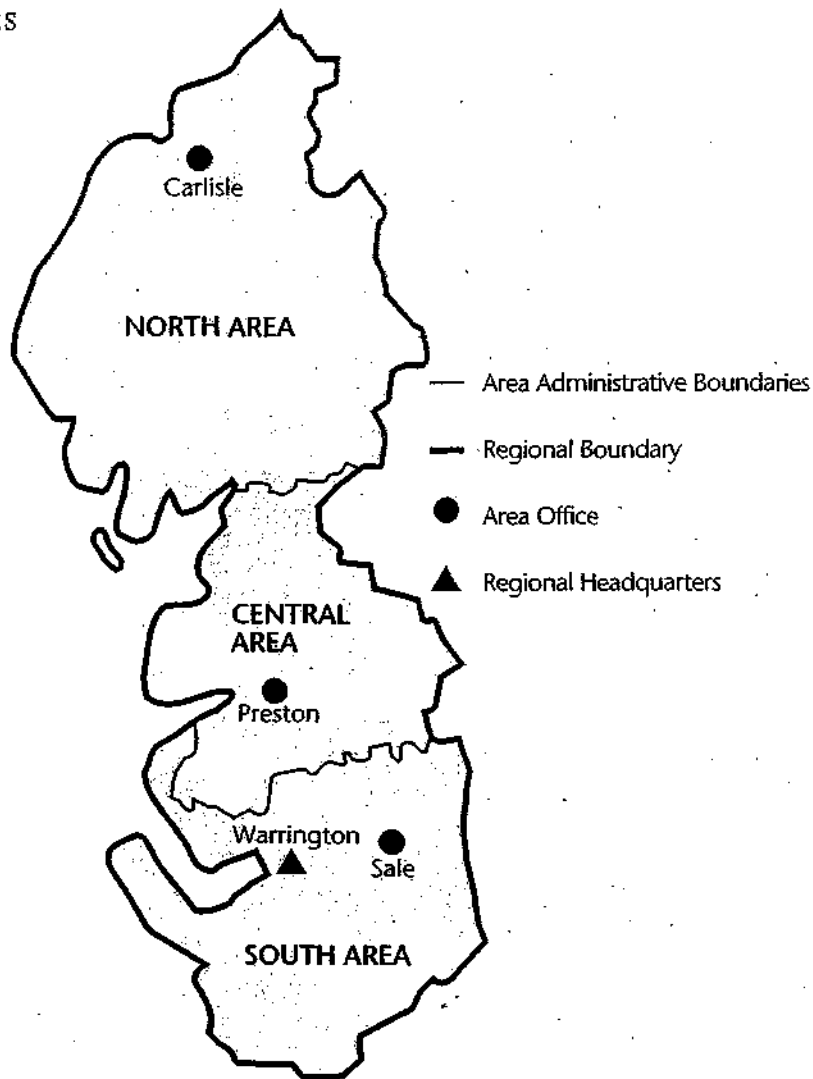 Carlisle
NORTH AREA
Area Administrative Boundaries
Regional Boundary
Area Office
Regional Headquarters
CENTRAL
AREA
Preston
Warrington
Sale
SOUTH AREA